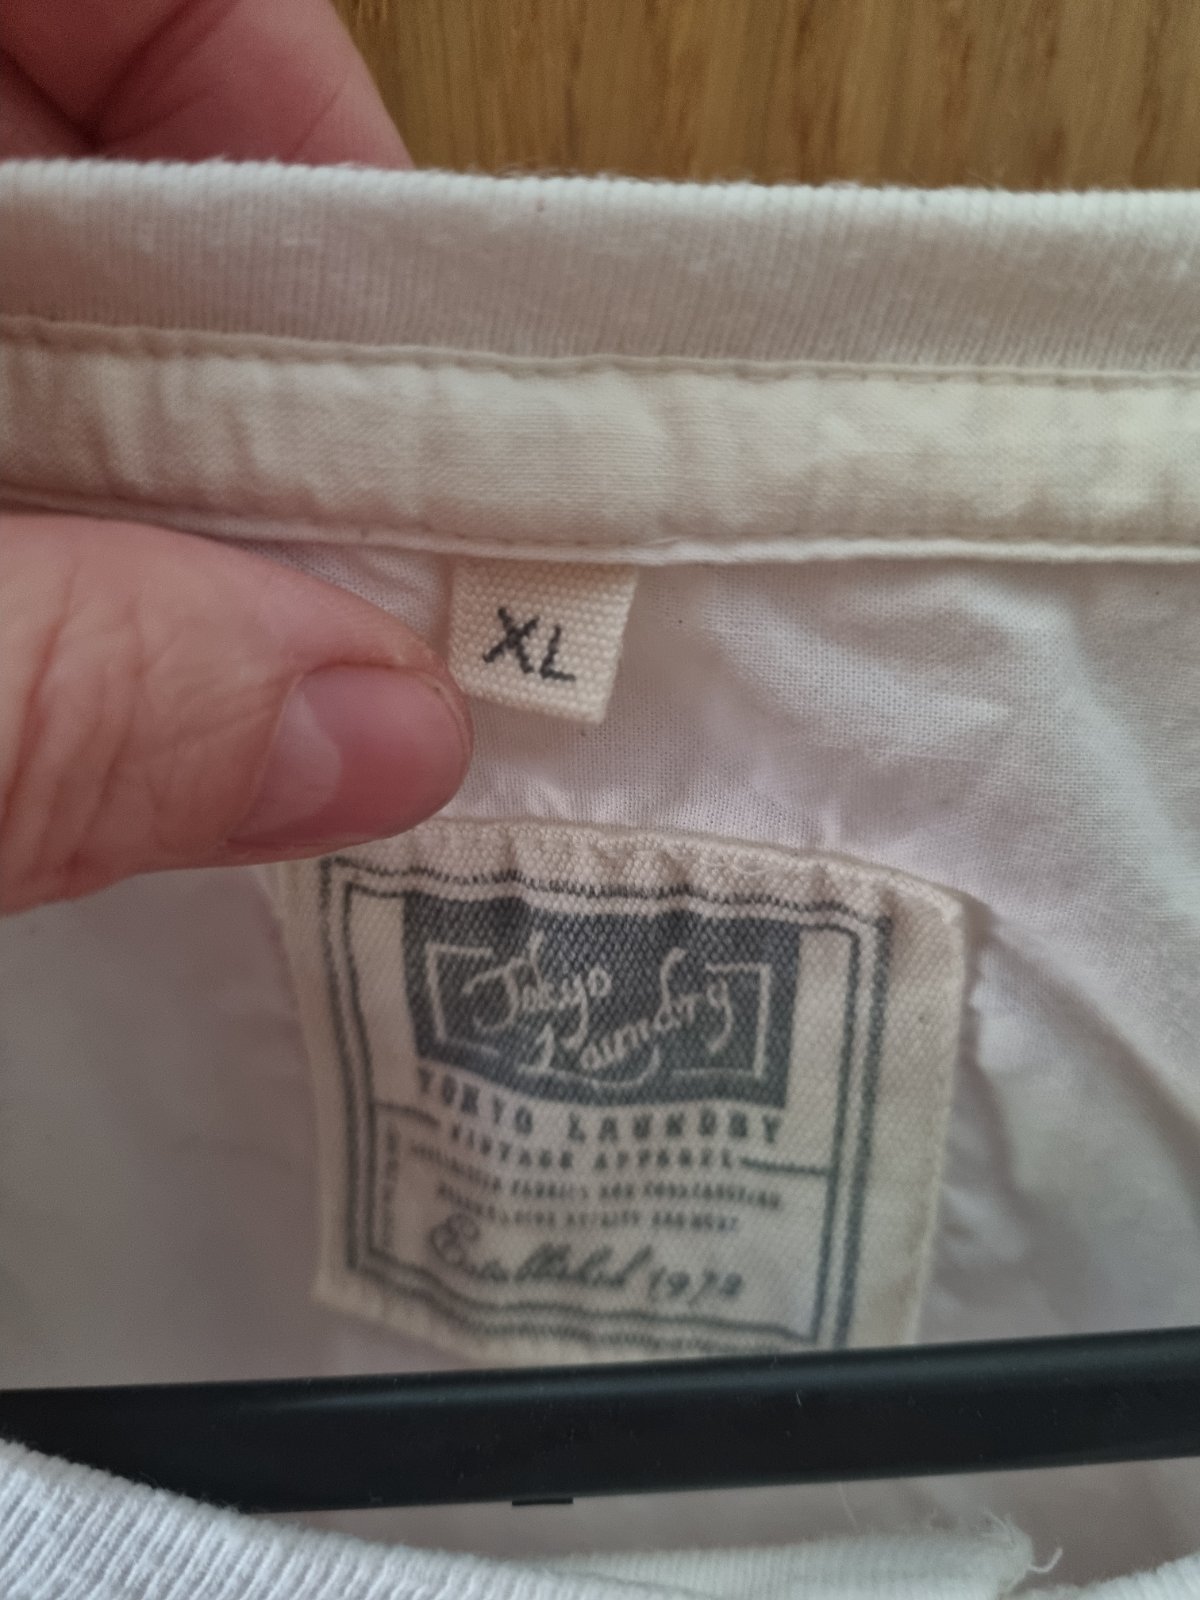 XL
Tokyo
Laundry
TOKYO LAUNDRY
VINTAGE APPAREL
Established 1972